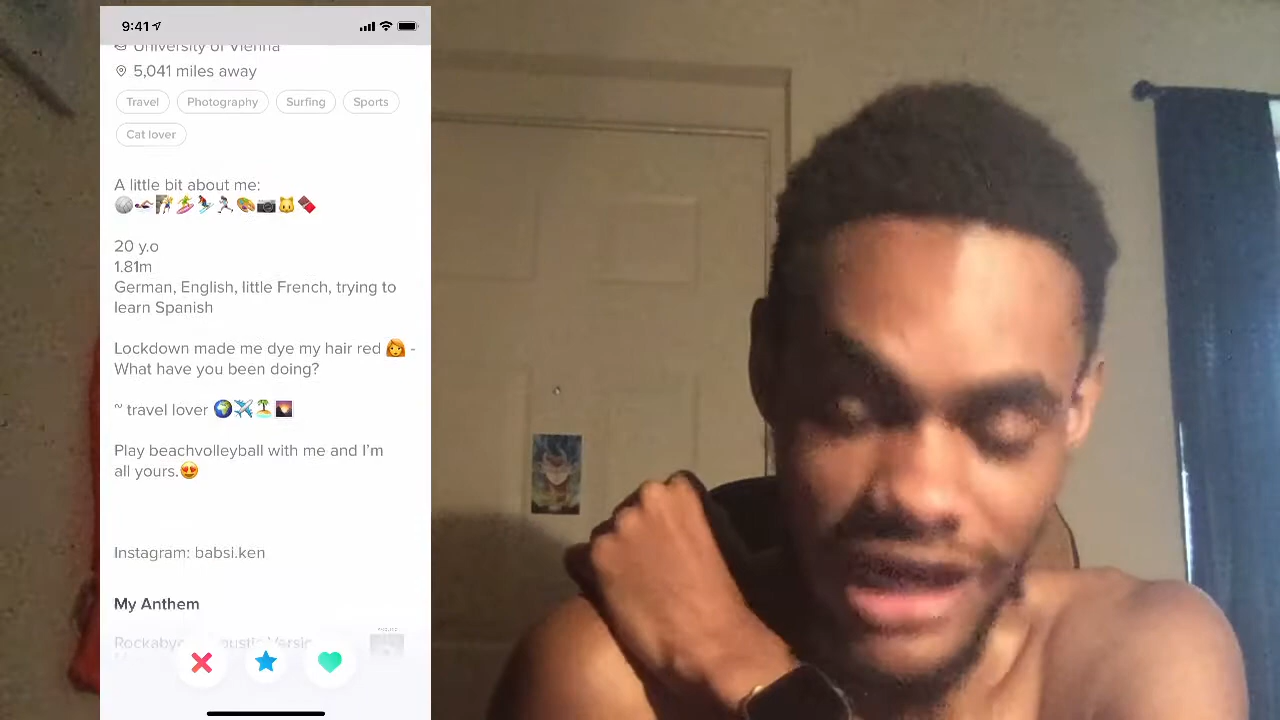 9:41
University of Vienna
5,041 miles away
Travel Photography Surfing Sports
Cat lover
A little bit about me:
20 y.o
1.81m
German, English, little French, trying to
learn Spanish
Lockdown made me dye my hair red 👩‍🦰 -
What have you been doing?
~ travel lover 🌍✈️🏝️🌄
Play beachvolleyball with me and I'm
all yours.😍
Instagram: babsi.ken
My Anthem